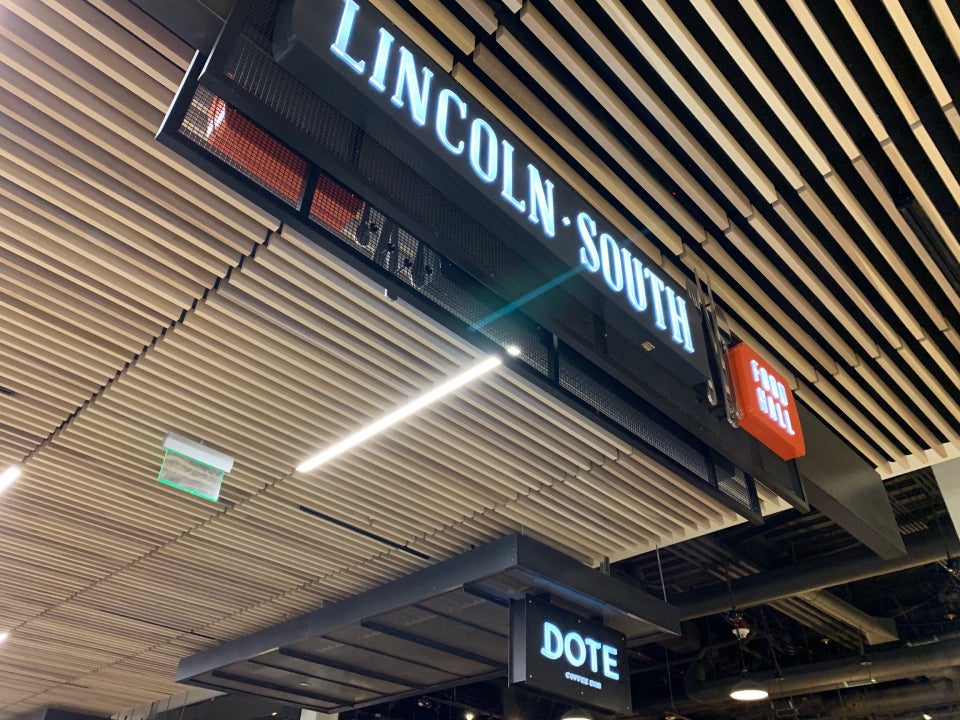 LINCOLN · SOUTH
FOOD
HALL
DOTE
COFFEE BAR